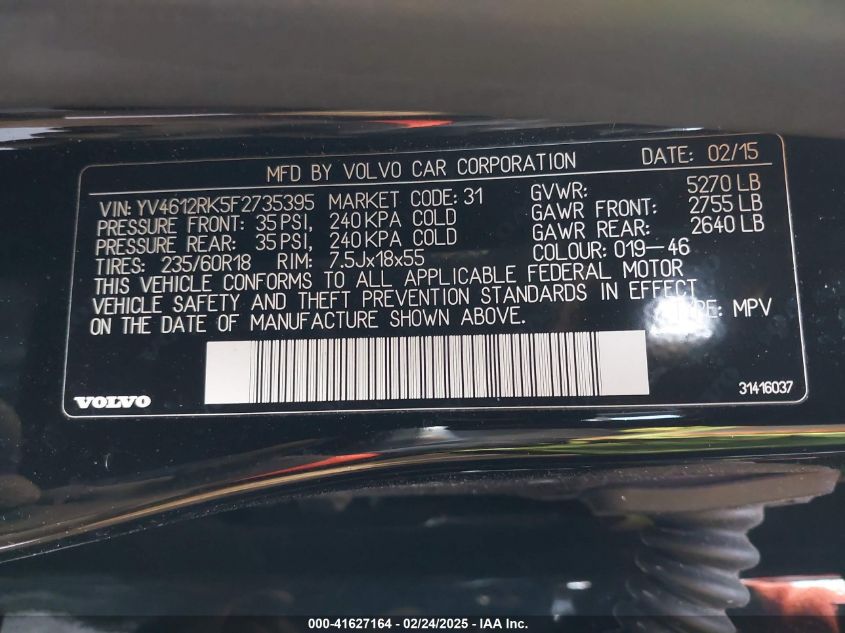 MFD BY VOLVO CAR CORPORATION DATE: 02/15
VIN: YV4612RK5F2735395 MARKET CODE: 31 GVWR: 5270 LB
PRESSURE FRONT: 35 PSI, 240 KPA COLD GAWR FRONT: 2755 LB
PRESSURE REAR: 35 PSI, 240 KPA COLD GAWR REAR: 2640 LB
TIRES: 235/60R18 RIM: 7.5Jx18x55 COLOUR: 019-46
THIS VEHICLE CONFORMS TO ALL APPLICABLE FEDERAL MOTOR
VEHICLE SAFETY AND THEFT PREVENTION STANDARDS IN EFFECT
ON THE DATE OF MANUFACTURE SHOWN ABOVE. TYPE: MPV
VOLVO 31416037
000-41627164 - 02/24/2025 - IAA Inc.